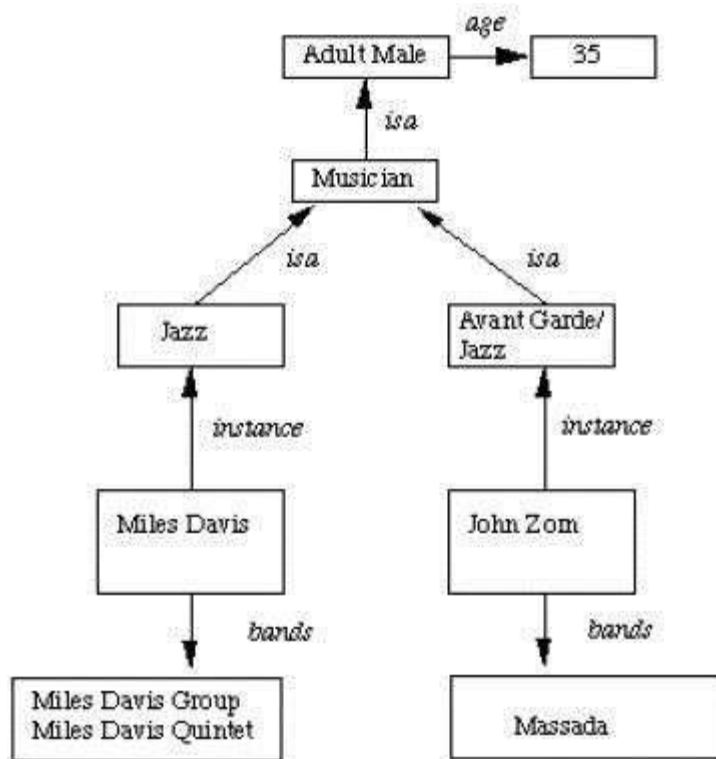 age
Adult Male
35
isa
Musician
isa
isa
Jazz
Avant Garde/
Jazz
instance
instance
Miles Davis
John Zorn
bands
bands
Miles Davis Group
Miles Davis Quintet
Massada